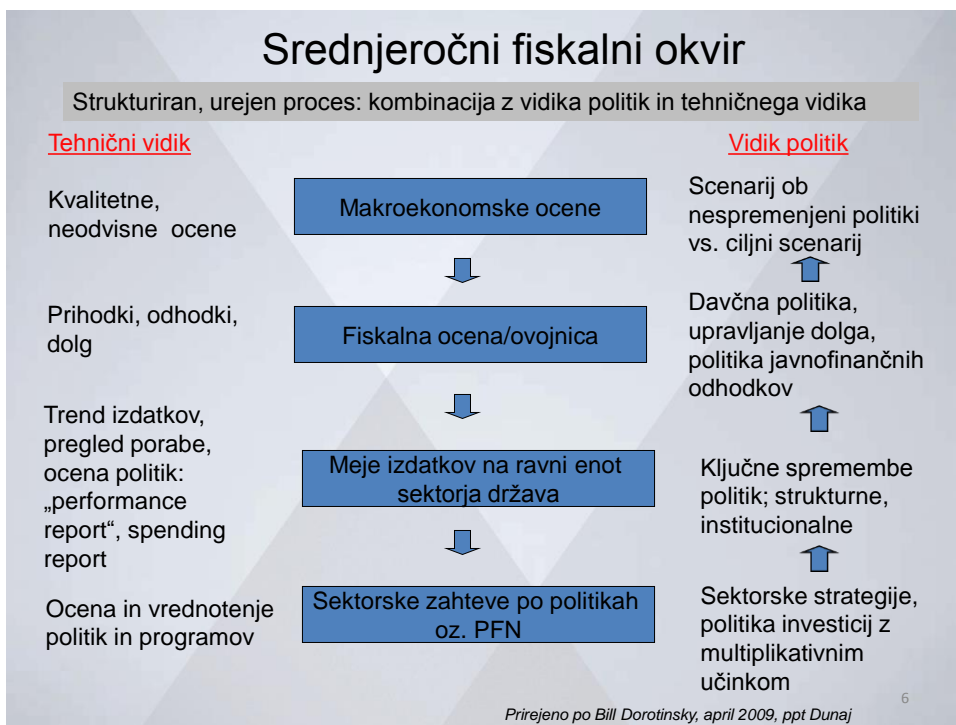 Srednjeročni fiskalni okvir
Strukturiran, urejen proces: kombinacija z vidika politik in tehničnega vidika
Tehnični vidik
Vidik politik
Kvalitetne,
neodvisne ocene
Makroekonomske ocene
Scenarij ob
nespremenjeni politiki
vs. ciljni scenarij
Prihodki, odhodki,
dolg
Fiskalna ocena/ovojnica
Davčna politika,
upravljanje dolga,
politika javnofinančnih
odhodkov
Trend izdatkov,
pregled porabe,
ocena politik:
„performance
report“, spending
report
Meje izdatkov na ravni enot
sektorja država
Ključne spremembe
politik; strukturne,
institucionalne
Ocena in vrednotenje
politik in programov
Sektorske zahteve po politikah
oz. PFN
Sektorske strategije,
politika investicij z
multiplikativnim
učinkom
6
Prirejeno po Bill Dorotinsky, april 2009, ppt Dunaj